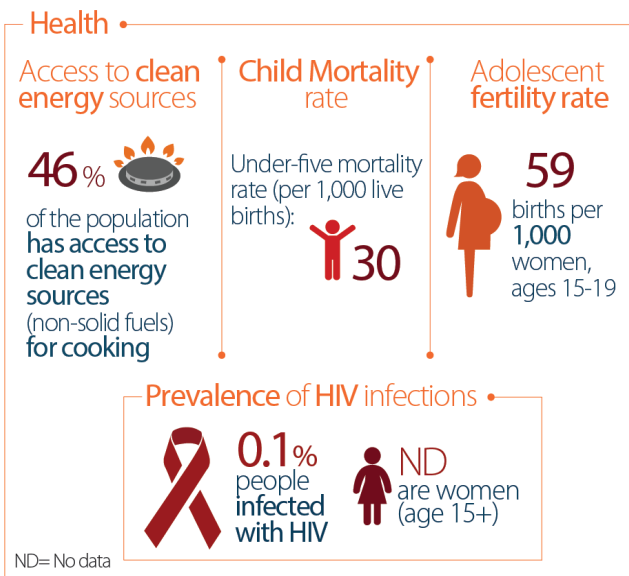 Health
Access to clean
energy sources
46 %
of the population
has access to
clean energy
sources
(non-solid fuels)
for cooking
Child Mortality
rate
Under-five mortality
rate (per 1,000 live
births):
30
Adolescent
fertility rate
59
births per
1,000
women,
ages 15-19
Prevalence of HIV infections
0.1%
people
infected
with HIV
ND
are women
(age 15+)
ND= No data